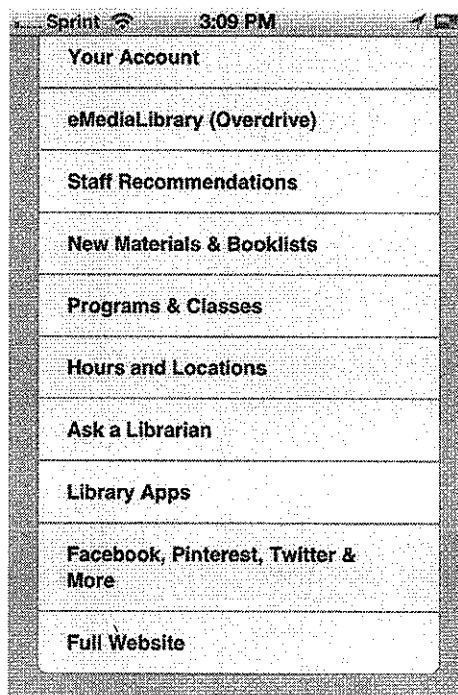 Sprint 3:09 PM
Your Account
eMediaLibrary (Overdrive)
Staff Recommendations
New Materials & Booklists
Programs & Classes
Hours and Locations
Ask a Librarian
Library Apps
Facebook, Pinterest, Twitter &
More
Full Website